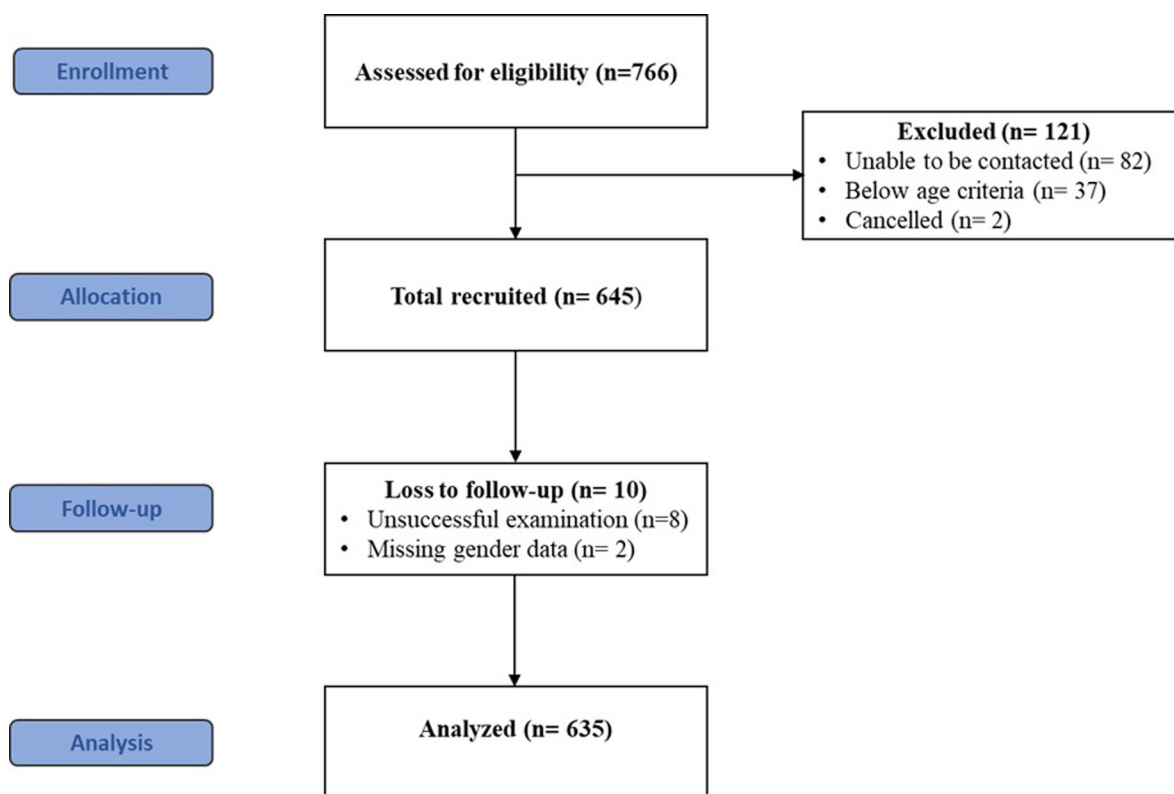 Enrollment
Assessed for eligibility (n=766)
Excluded (n= 121)
• Unable to be contacted (n= 82)
• Below age criteria (n= 37)
• Cancelled (n= 2)
Allocation
Total recruited (n= 645)
Follow-up
Loss to follow-up (n= 10)
• Unsuccessful examination (n=8)
• Missing gender data (n= 2)
Analysis
Analyzed (n= 635)